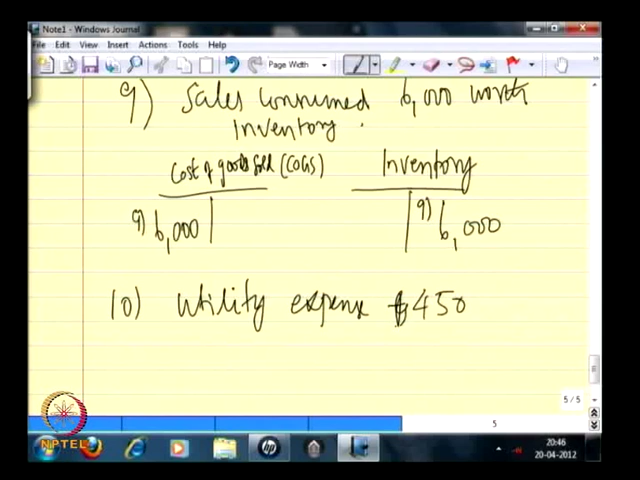 Note1 - Windows Journal
File Edit View Insert Actions Tools Help
Page Width
9) Sales consumed 6,000 worth
Inventory.
Cost of goods sold (COGS) Inventory
9) 6,000 9) 6,000
10) Utility expense $450
5 / 5
5
NPTEL
hp
20:46
20-04-2012